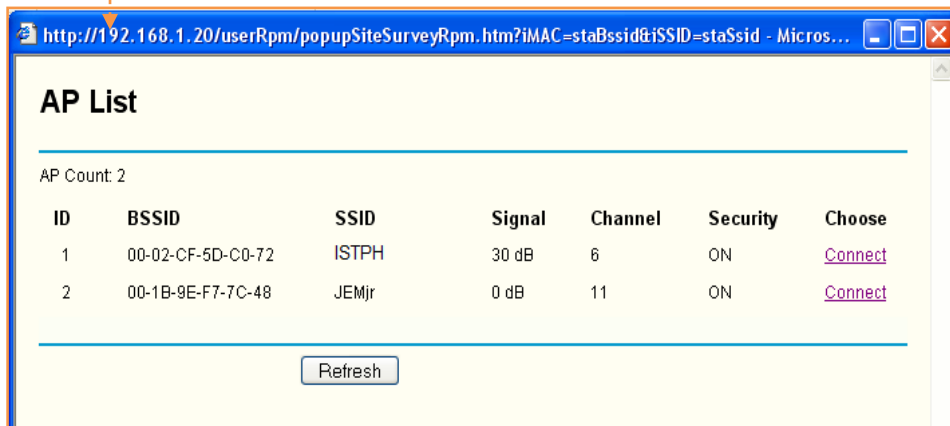 http://192.168.1.20/userRpm/popupSiteSurveyRpm.htm?iMAC=staBssid&iSSID=staSsid - Micros...
AP List
AP Count: 2
ID BSSID SSID Signal Channel Security Choose
1 00-02-CF-5D-C0-72 ISTPH 30 dB 6 ON Connect
2 00-1B-9E-F7-7C-48 JEMjr 0 dB 11 ON Connect
Refresh